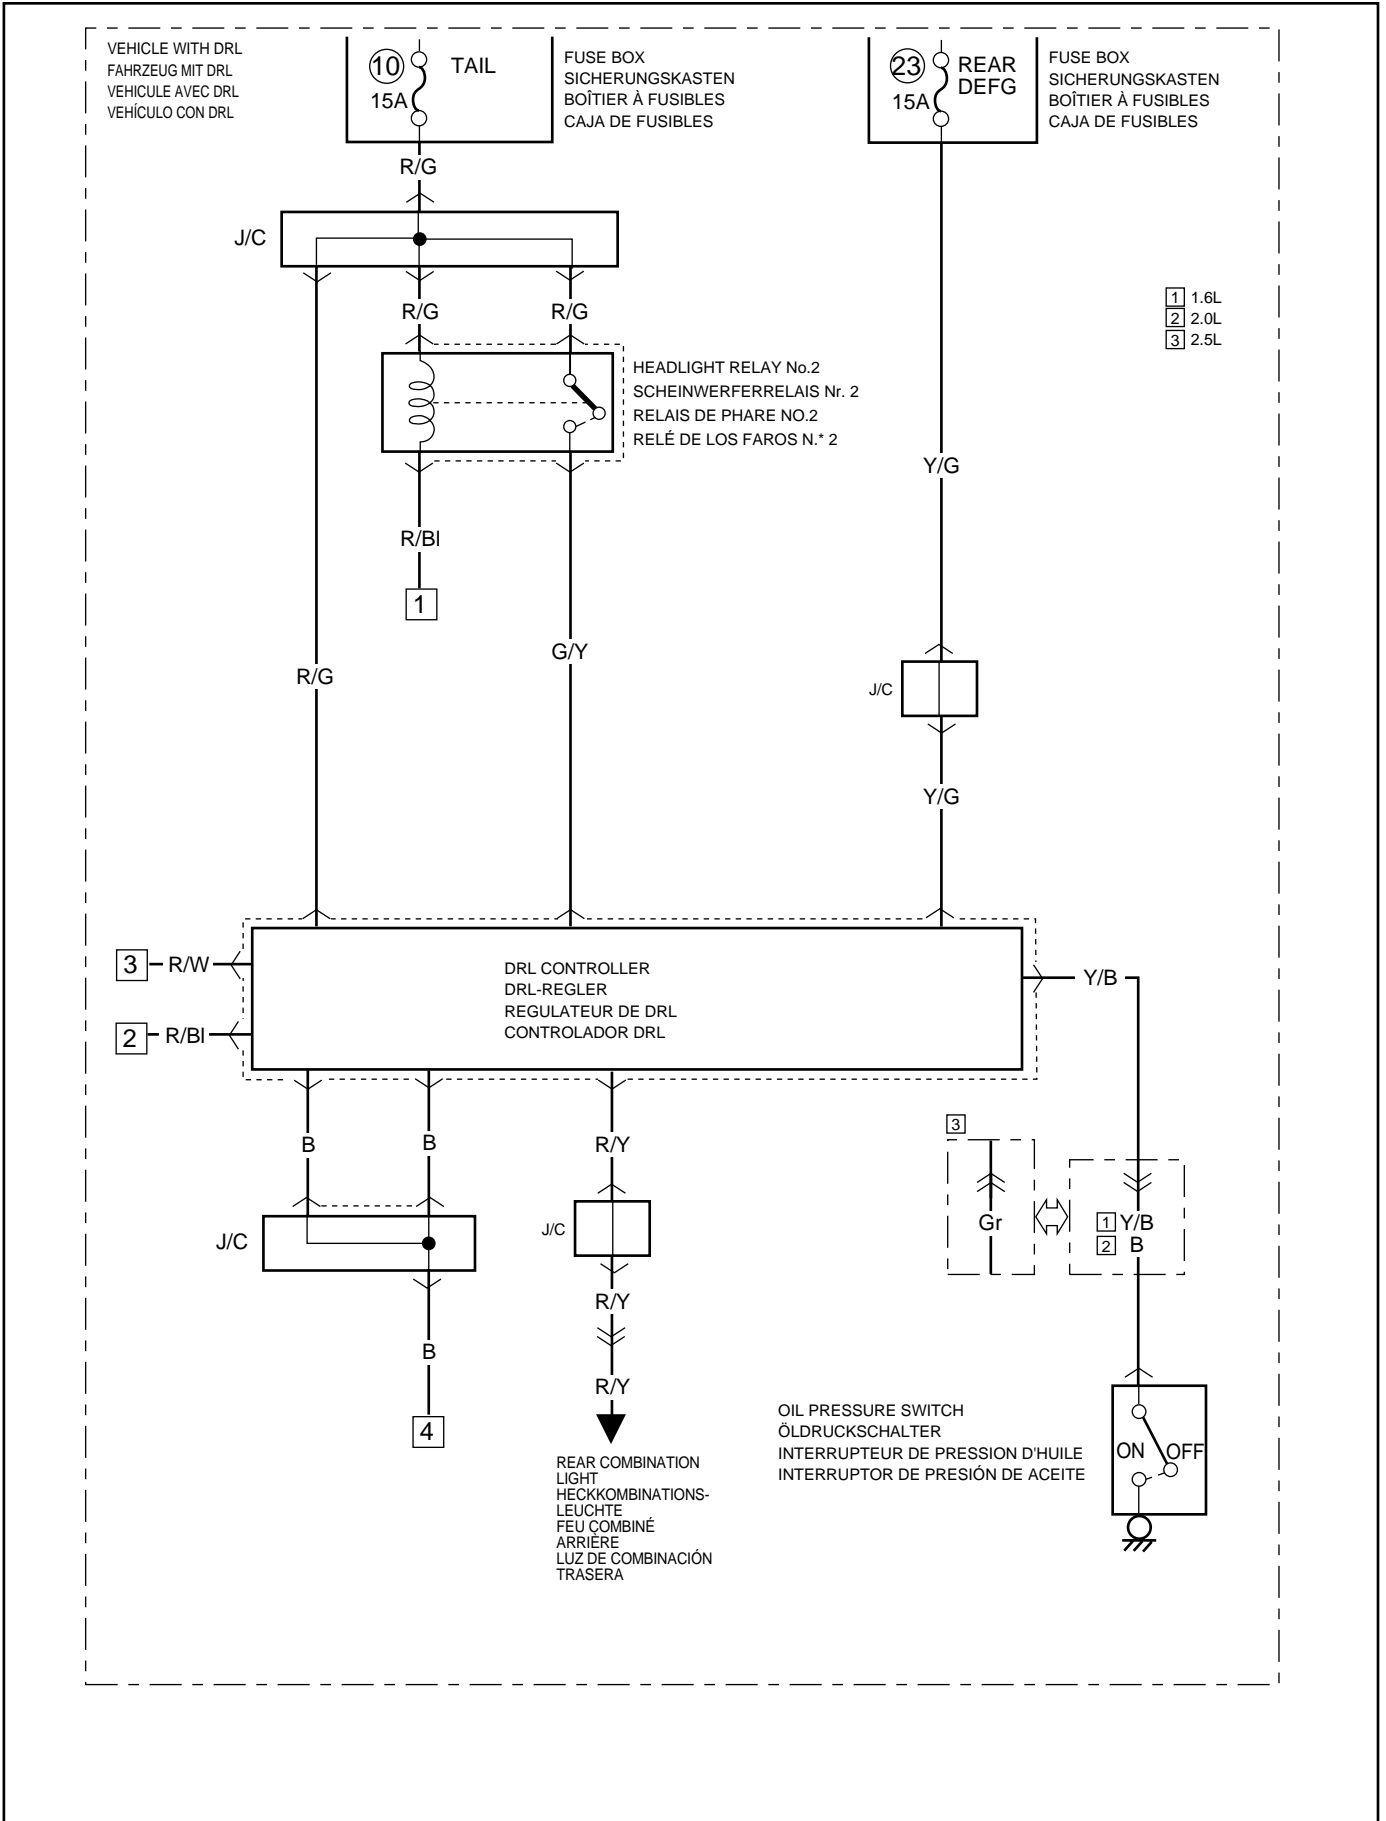 VEHICLE WITH DRL
FAHRZEUG MIT DRL
VEHICULE AVEC DRL
VEHÍCULO CON DRL
10
15A
TAIL
FUSE BOX
SICHERUNGSKASTEN
BOÎTIER À FUSIBLES
CAJA DE FUSIBLES
23
15A
REAR
DEFG
FUSE BOX
SICHERUNGSKASTEN
BOÎTIER À FUSIBLES
CAJA DE FUSIBLES
R/G
J/C
R/G
R/G
1 1.6L
2 2.0L
3 2.5L
HEADLIGHT RELAY No.2
SCHEINWERFERRELAIS Nr. 2
RELAIS DE PHARE NO.2
RELÉ DE LOS FAROS N.* 2
Y/G
R/Bl
1
G/Y
R/G
J/C
Y/G
3
R/W
2
R/Bl
DRL CONTROLLER
DRL-REGLER
REGULATEUR DE DRL
CONTROLADOR DRL
Y/B
B
B
R/Y
3
Gr
1 Y/B
2 B
J/C
J/C
R/Y
B
R/Y
4
REAR COMBINATION
LIGHT
HECKKOMBINATIONS-
LEUCHTE
FEU COMBINÉ
ARRIÈRE
LUZ DE COMBINACIÓN
TRASERA
OIL PRESSURE SWITCH
ÖLDRUCKSCHALTER
INTERRUPTEUR DE PRESSION D'HUILE
INTERRUPTOR DE PRESIÓN DE ACEITE
ON
OFF